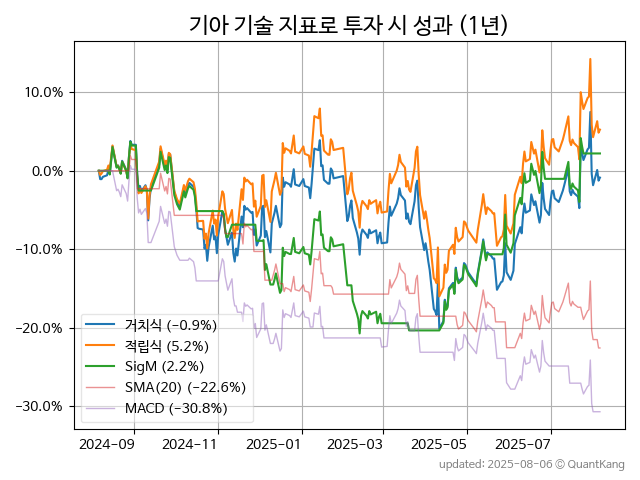 기아 기술 지표로 투자 시 성과 (1년)
10.0%
0.0%
−10.0%
−20.0%
−30.0%
거치식 (−0.9%)
적립식 (5.2%)
SigM (2.2%)
SMA(20) (−22.6%)
MACD (−30.8%)
2024-09 2024-11 2025-01 2025-03 2025-05 2025-07
updated: 2025-08-06 ⓒ QuantKang